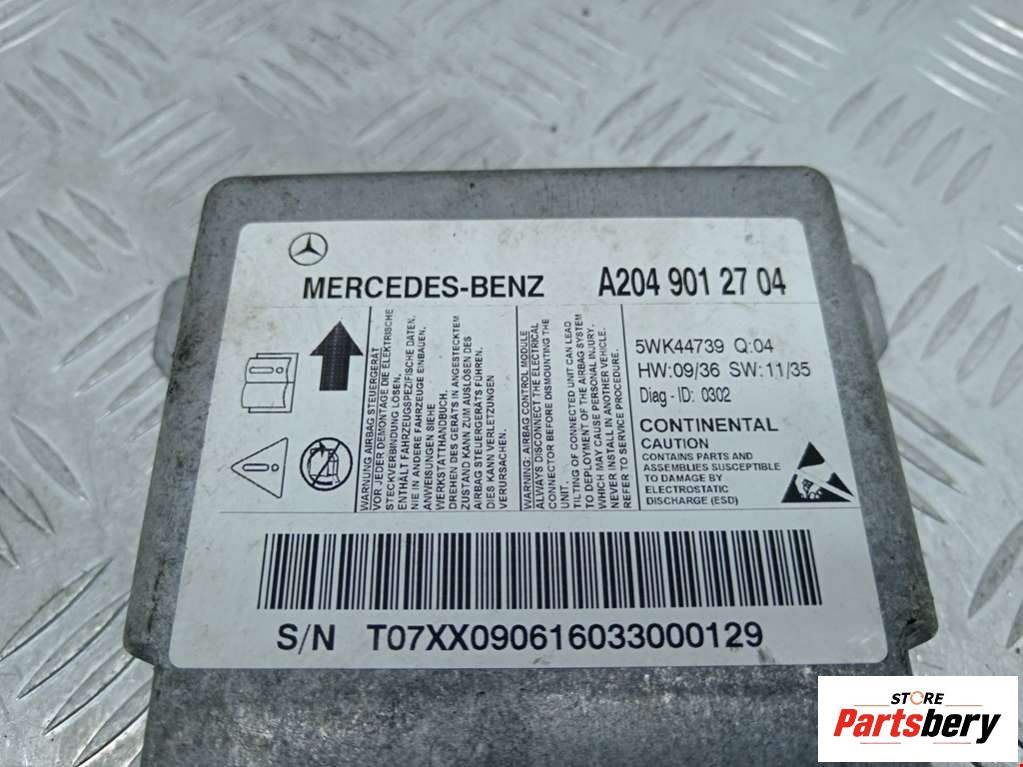 MERCEDES-BENZ A204 901 27 04
WARNUNG AIRBAG STEUERGERÄT
VOR JEDER DEMONTAGE DIE ELEKTRISCHE
STECKVERBINDUNG LÖSEN.
ENTHÄLT FAHRZEUGSPEZIFISCHE DATEN.
NIE IN ANDERE FAHRZEUGE EINBAUEN.
ANWEISUNGEN SIEHE
WERKSTATTHANDBUCH.
DREHEN DES GERÄTS IN ANGESTECKTEM
ZUSTAND KANN ZUM AUSLÖSEN DES
AIRBAG STEUERGERÄTS FÜHREN.
DIES KANN VERLETZUNGEN
VERURSACHEN.
WARNING: AIRBAG CONTROL MODULE
ALWAYS DISCONNECT THE ELECTRICAL
CONNECTOR BEFORE DISMOUNTING THE
UNIT.
TILTING OF CONNECTED UNIT CAN LEAD
TO DEPLOYMENT OF THE AIRBAG SYSTEM
WHICH MAY CAUSE PERSONAL INJURY.
NEVER INSTALL IN ANOTHER VEHICLE.
REFER TO SERVICE PROCEDURE.
5WK44739 Q:04
HW:09/36 SW:11/35
Diag - ID: 0302
CONTINENTAL
CAUTION
CONTAINS PARTS AND
ASSEMBLIES SUSCEPTIBLE
TO DAMAGE BY
ELECTROSTATIC
DISCHARGE (ESD)
S/N T07XX090616033000129
STORE
Partsbery